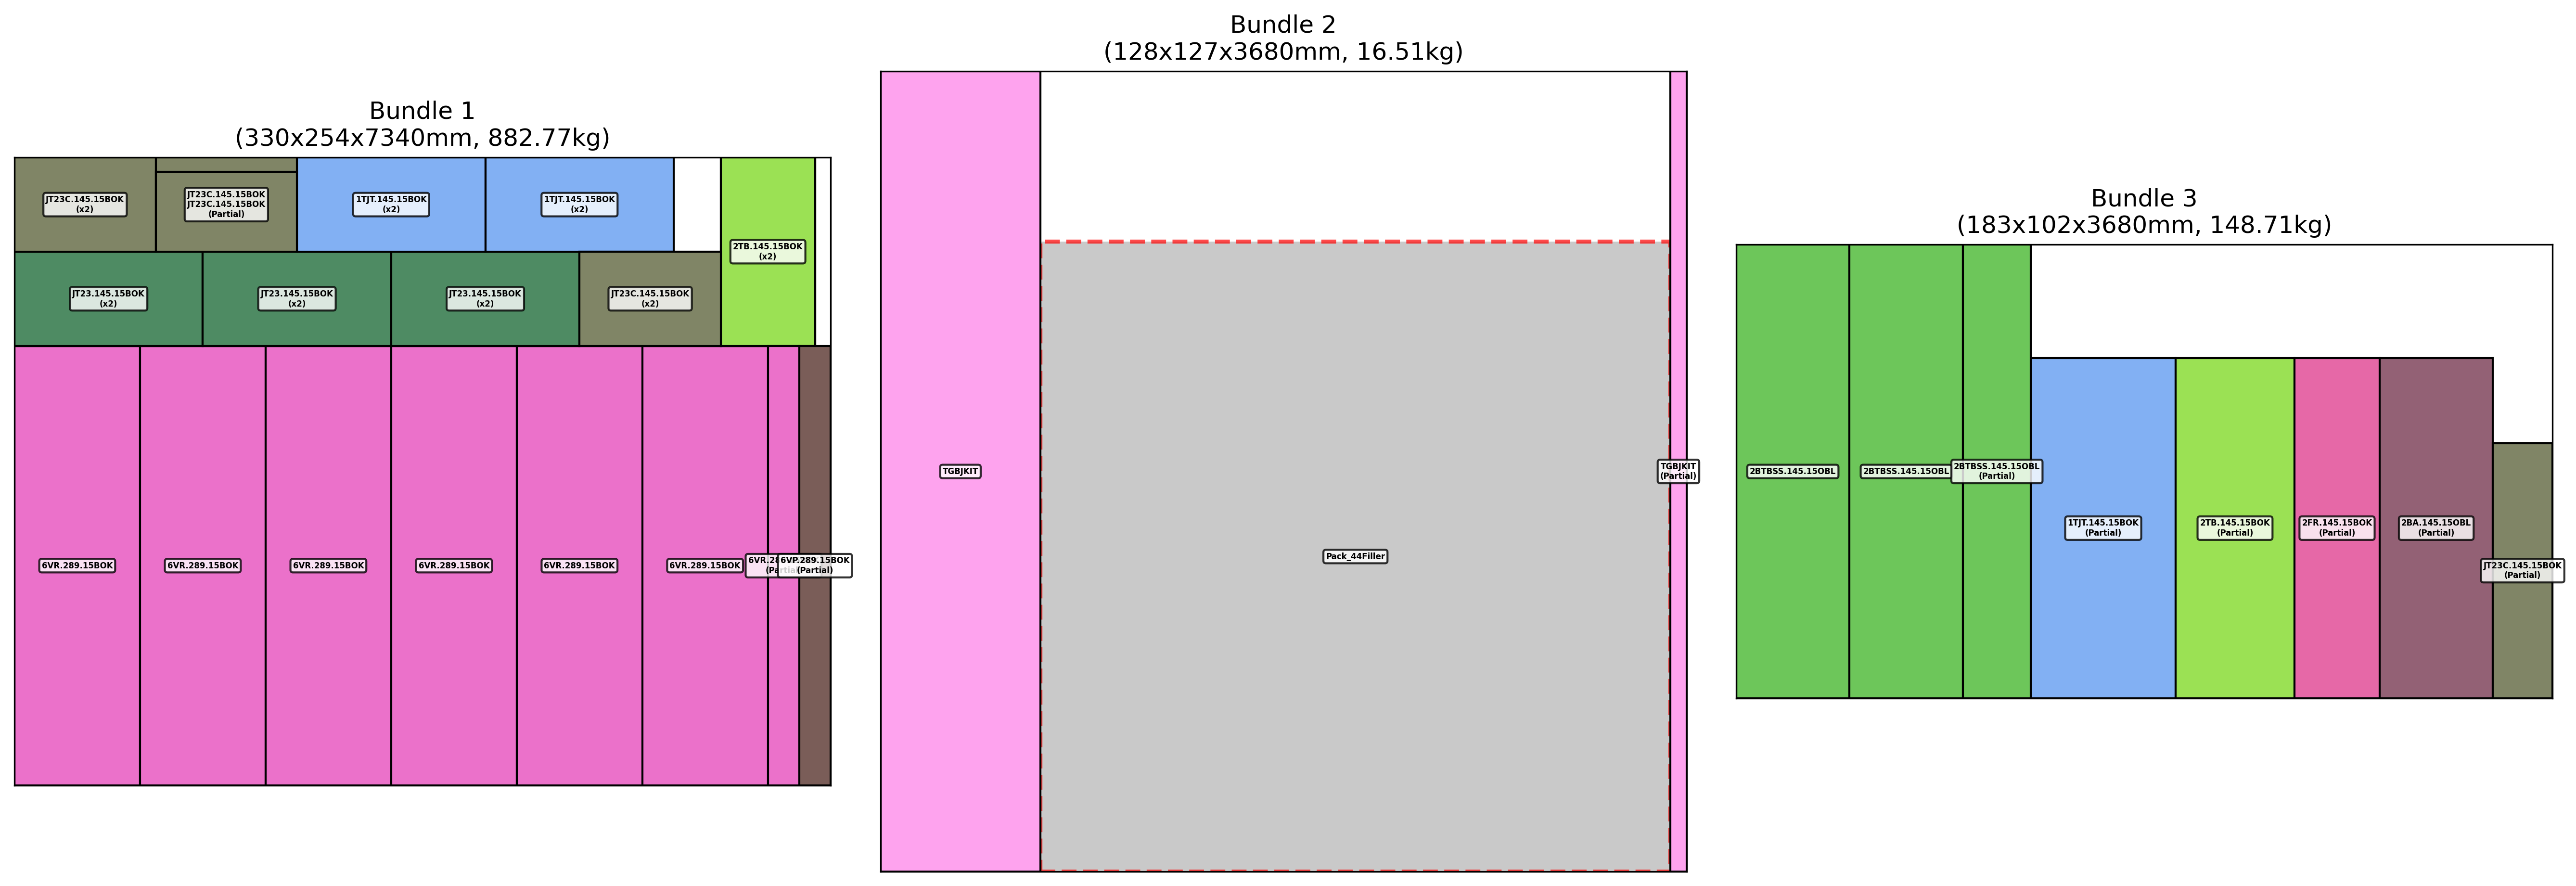 Bundle 1
(330x254x7340mm, 882.77kg)
JT23C.145.15BOK
(x2)
JT23C.145.15BOK
JT23C.145.15BOK
(Partial)
1TJT.145.15BOK
(x2)
1TJT.145.15BOK
(x2)
2TB.145.15BOK
(x2)
JT23.145.15BOK
(x2)
JT23.145.15BOK
(x2)
JT23.145.15BOK
(x2)
JT23C.145.15BOK
(x2)
6VR.289.15BOK
6VR.289.15BOK
6VR.289.15BOK
6VR.289.15BOK
6VR.289.15BOK
6VR.289.15BOK
6VP.289.15BOK
(Partial)
Bundle 2
(128x127x3680mm, 16.51kg)
TGBJKIT
Pack_44Filler
TGBJKIT
(Partial)
Bundle 3
(183x102x3680mm, 148.71kg)
2BTBSS.145.15OBL
2BTBSS.145.15OBL
2BTBSS.145.15OBL
(Partial)
1TJT.145.15BOK
(Partial)
2TB.145.15BOK
(Partial)
2FR.145.15BOK
(Partial)
2BA.145.15OBL
(Partial)
JT23C.145.15BOK
(Partial)